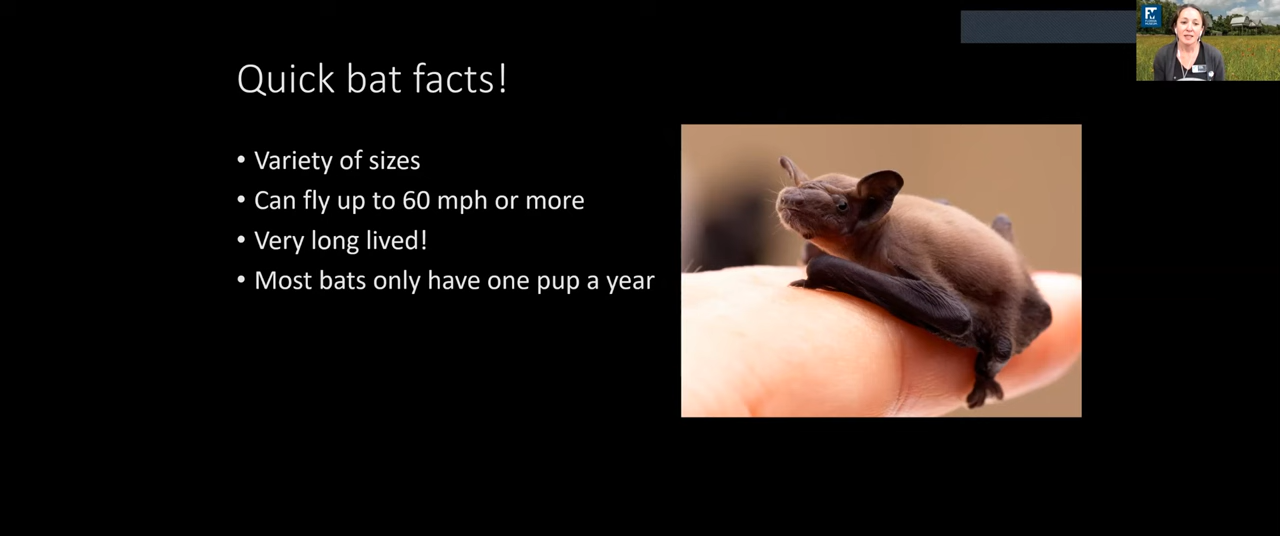 Quick bat facts!
• Variety of sizes
• Can fly up to 60 mph or more
• Very long lived!
• Most bats only have one pup a year